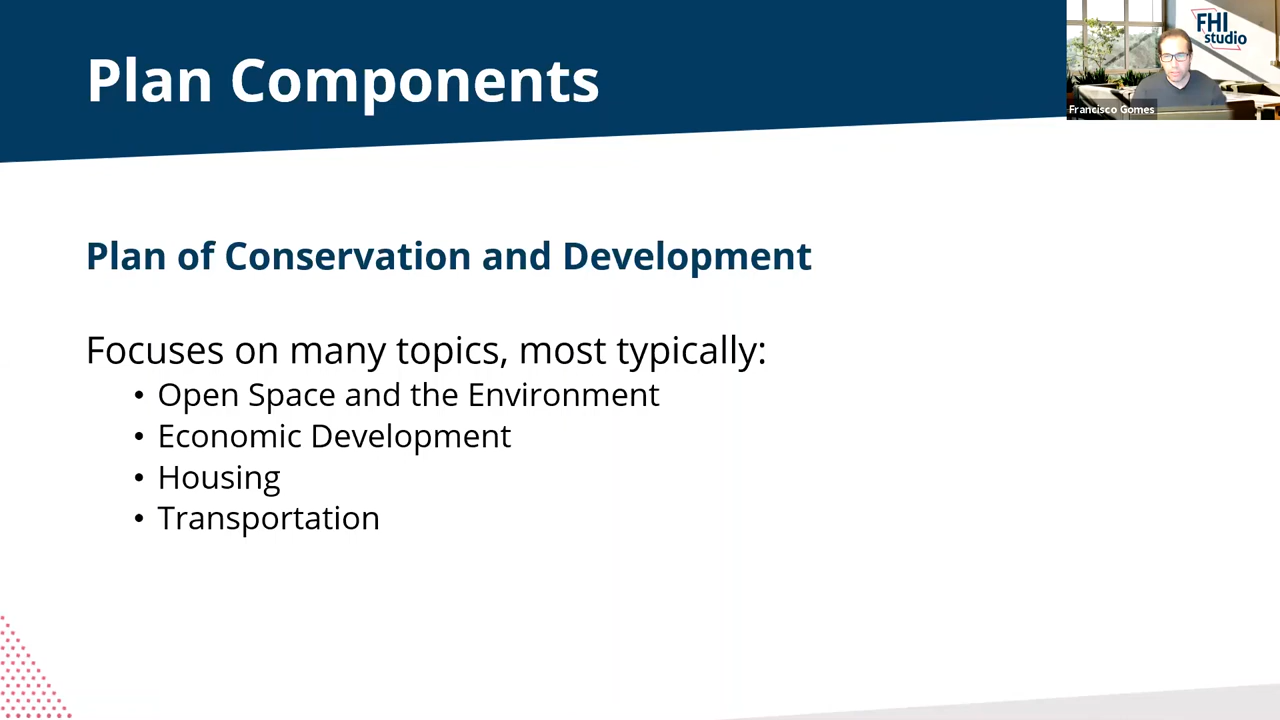 Plan Components
FHI
studio
Francisco Gomes
Plan of Conservation and Development
Focuses on many topics, most typically:
• Open Space and the Environment
• Economic Development
• Housing
• Transportation